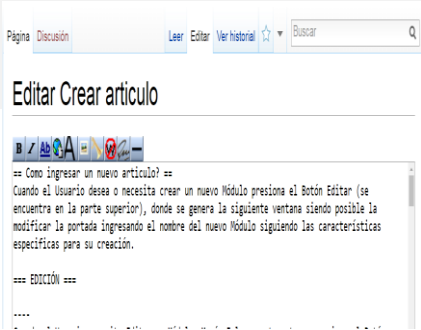 Página Discusión Leer Editar Ver historial Buscar
Editar Crear articulo
B I Ab A
== Como ingresar un nuevo articulo? ==
Cuando el Usuario desea o necesita crear un nuevo Módulo presiona el Botón Editar (se
encuentra en la parte superior), donde se genera la siguiente ventana siendo posible la
modificar la portada ingresando el nombre del nuevo Módulo siguiendo las características
especificas para su creación.
=== EDICIÓN ===
----